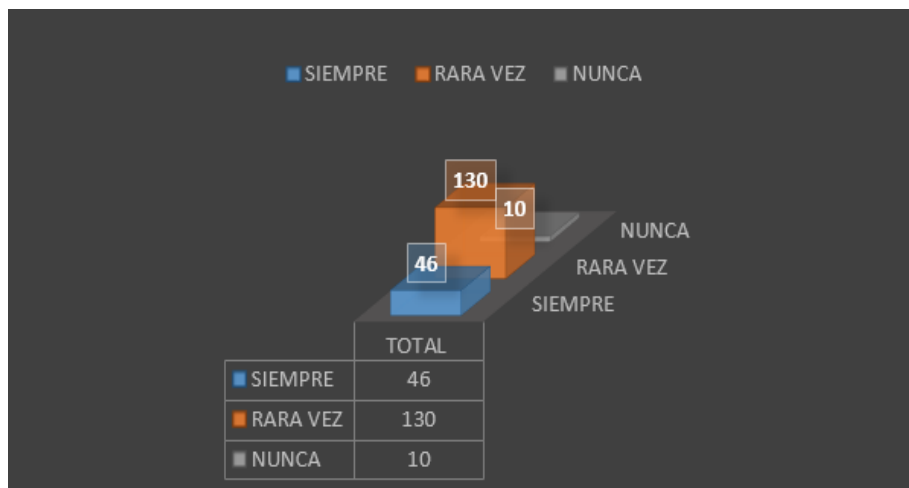 SIEMPRE RARA VEZ NUNCA
130
10
46
NUNCA
RARA VEZ
SIEMPRE
TOTAL
SIEMPRE 46
RARA VEZ 130
NUNCA 10